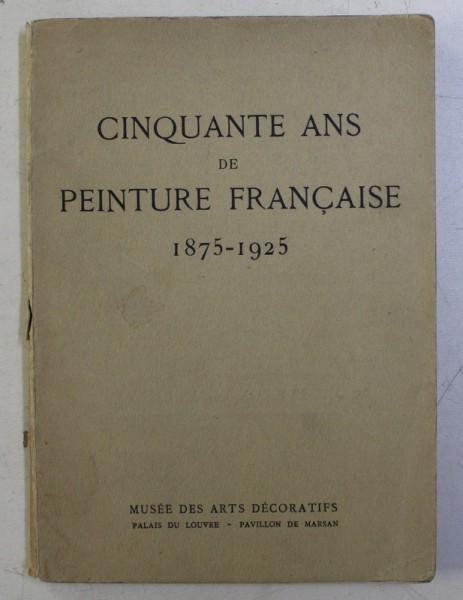 CINQUANTE ANS
DE
PEINTURE FRANÇAISE
1875-1925
MUSÉE DES ARTS DÉCORATIFS
PALAIS DU LOUVRE - PAVILLON DE MARSAN